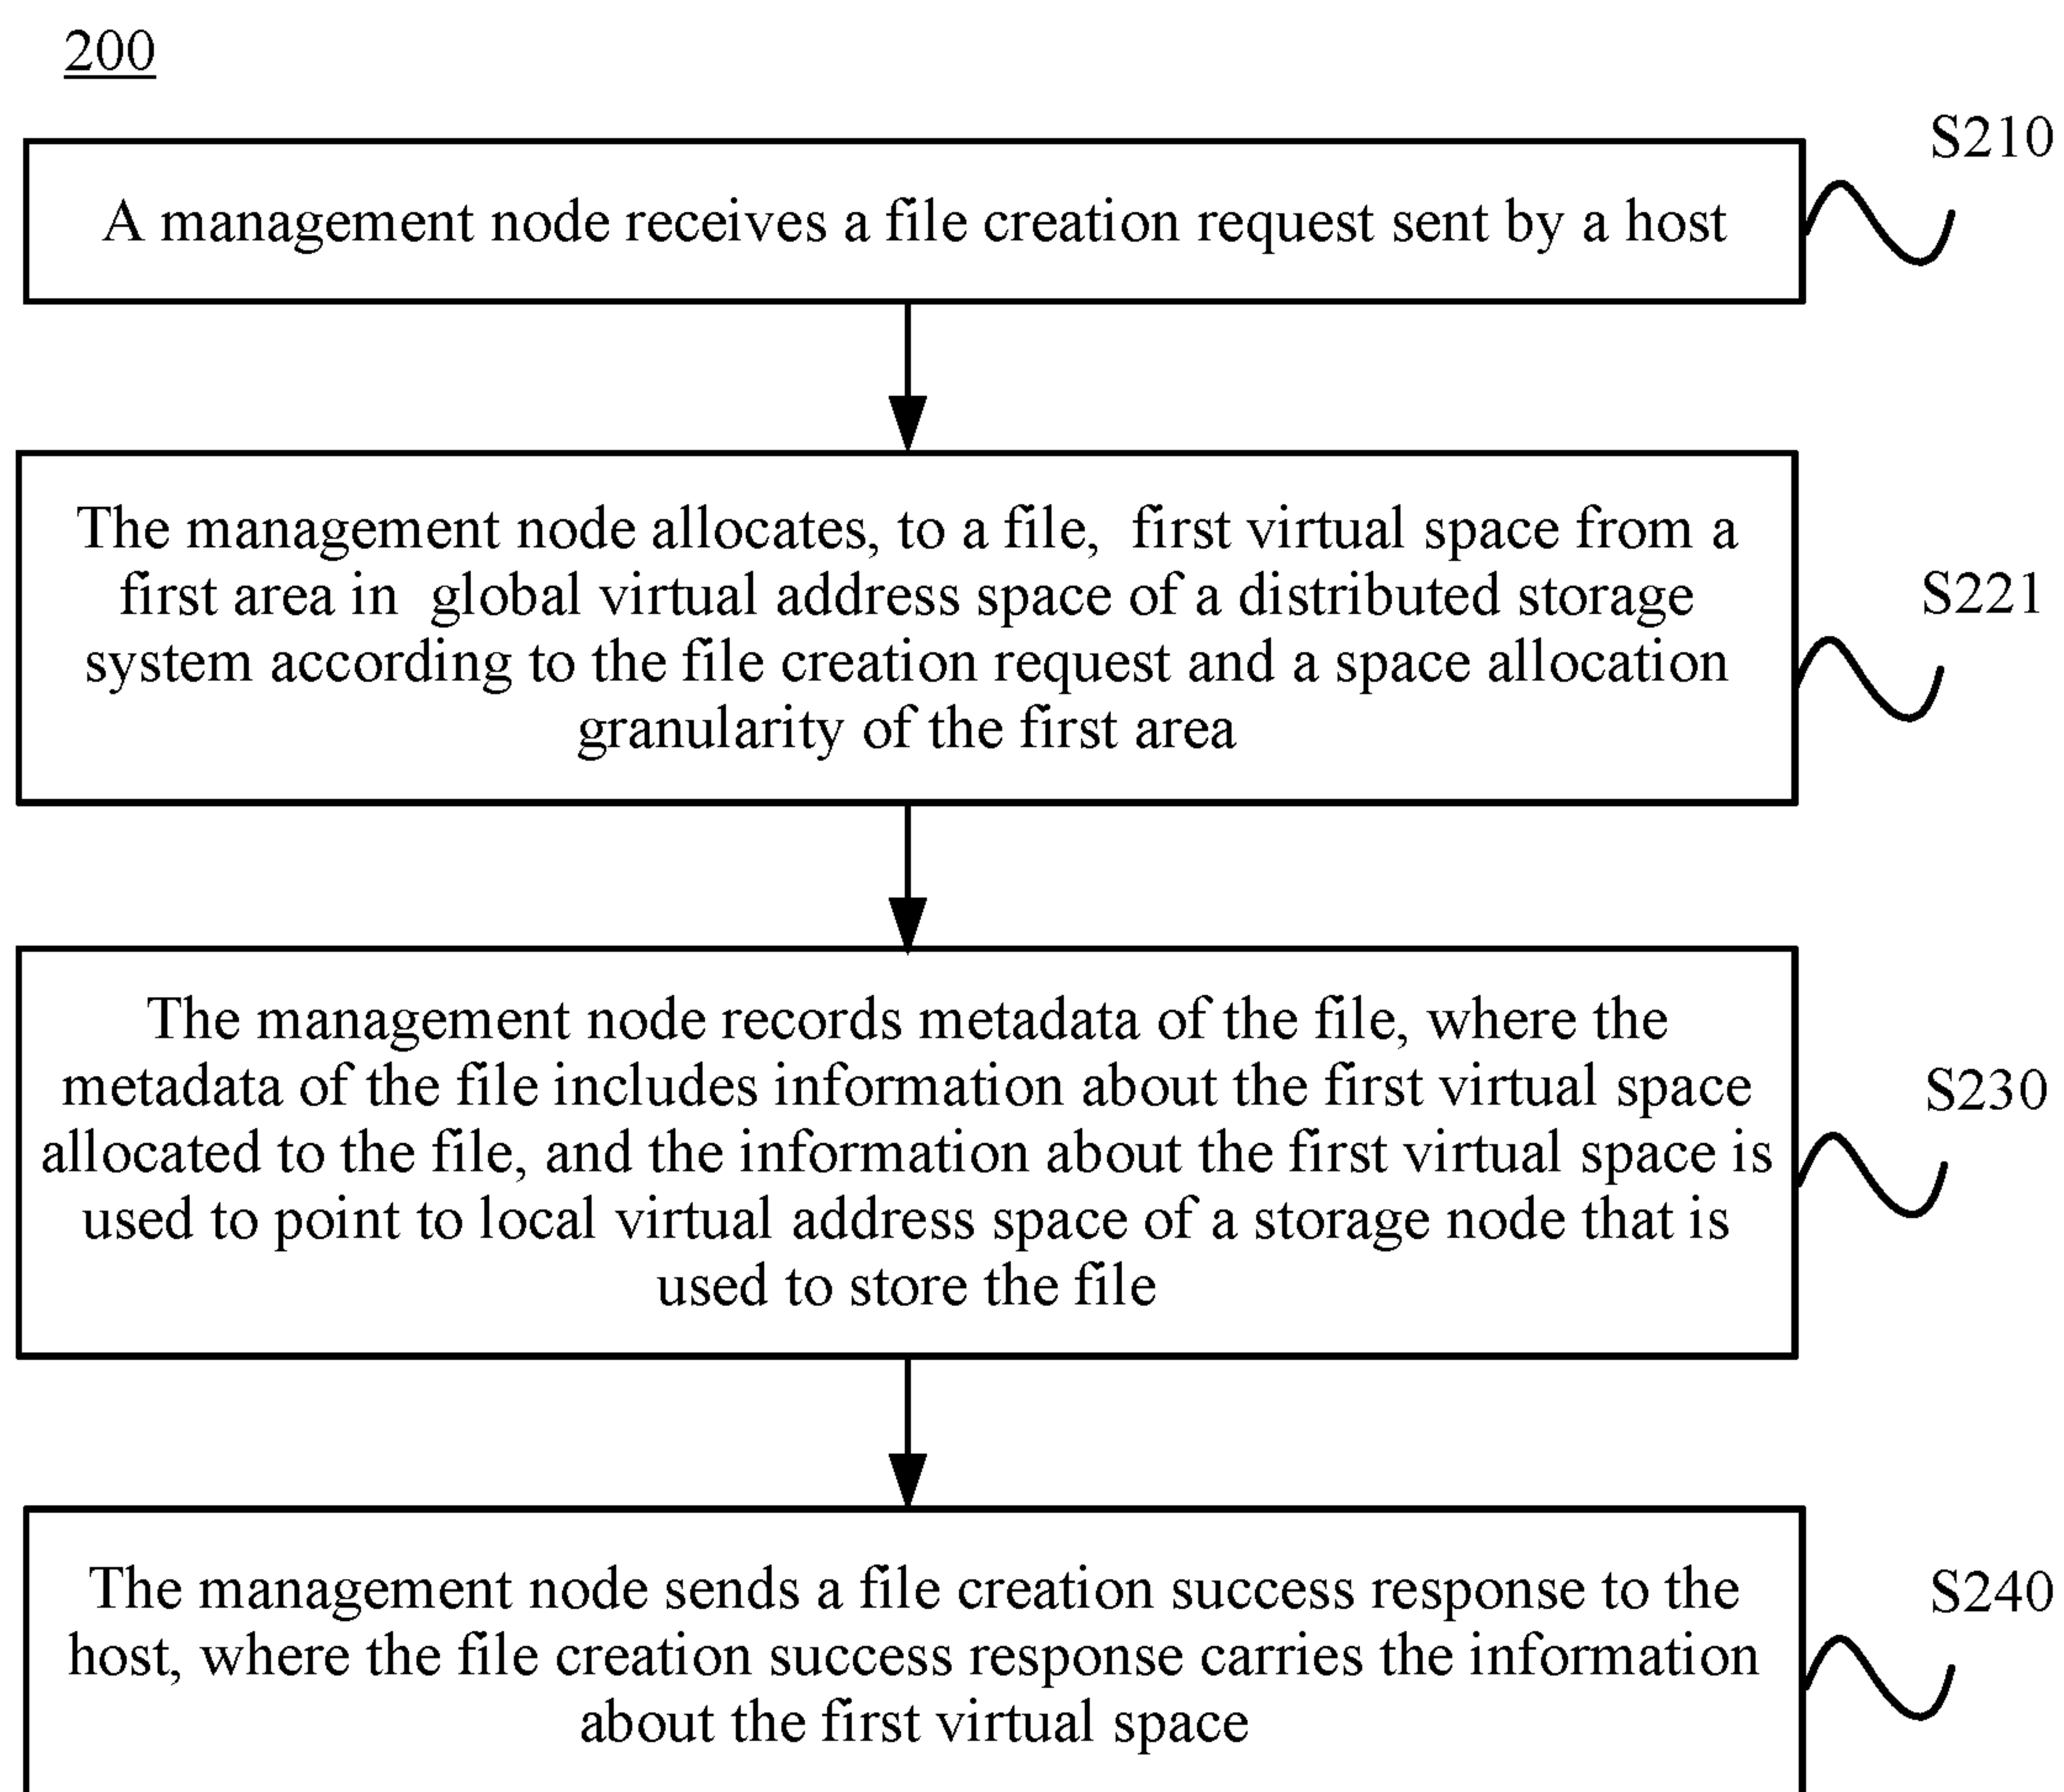 200
S210
A management node receives a file creation request sent by a host
The management node allocates, to a file, first virtual space from a
first area in global virtual address space of a distributed storage
system according to the file creation request and a space allocation
granularity of the first area
S221
The management node records metadata of the file, where the
metadata of the file includes information about the first virtual space
allocated to the file, and the information about the first virtual space is
used to point to local virtual address space of a storage node that is
used to store the file
S230
The management node sends a file creation success response to the
host, where the file creation success response carries the information
about the first virtual space
S240